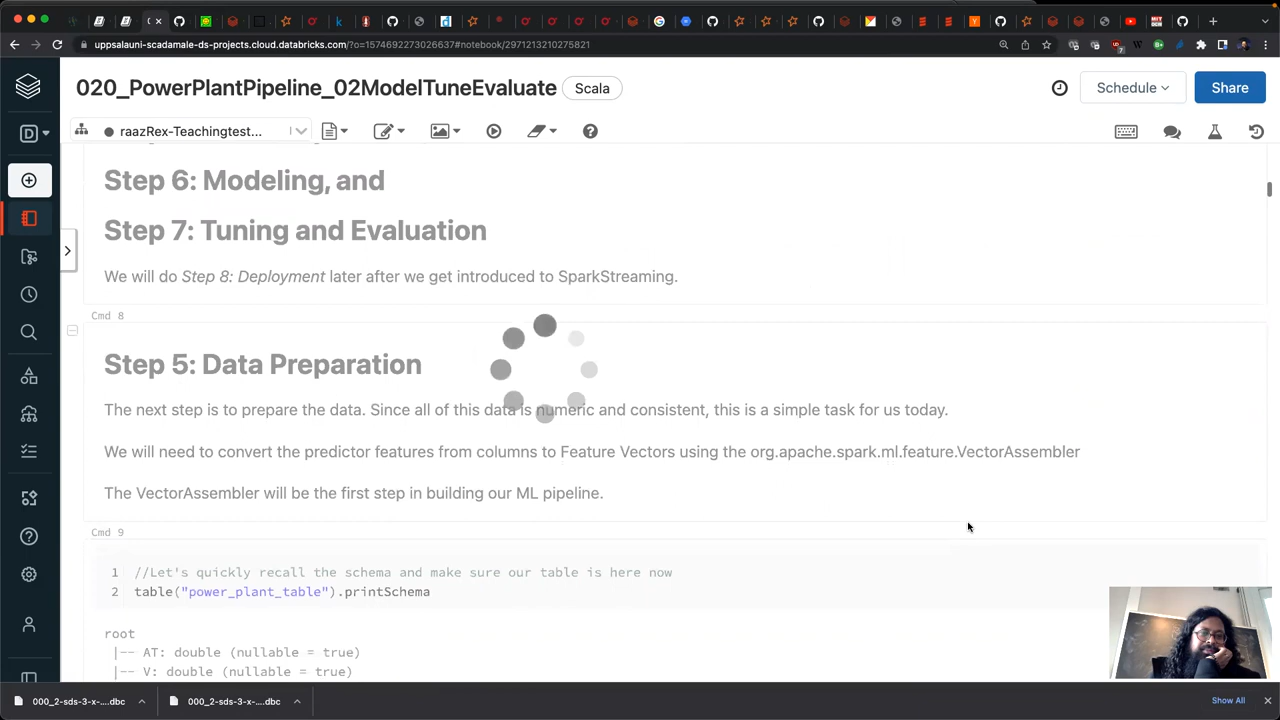 uppsalauni-scadamale-ds-projects.cloud.databricks.com/?o=1574692273026637#notebook/2971213210275821
020_PowerPlantPipeline_02ModelTuneEvaluate
Scala
Schedule
Share
D
raazRex-Teachingtest...
Step 6: Modeling, and
Step 7: Tuning and Evaluation
We will do Step 8: Deployment later after we get introduced to SparkStreaming.
Cmd 8
Step 5: Data Preparation
The next step is to prepare the data. Since all of this data is numeric and consistent, this is a simple task for us today.
We will need to convert the predictor features from columns to Feature Vectors using the org.apache.spark.ml.feature.VectorAssembler
The VectorAssembler will be the first step in building our ML pipeline.
Cmd 9
1 //Let's quickly recall the schema and make sure our table is here now
2 table("power_plant_table").printSchema
root
|-- AT: double (nullable = true)
|-- V: double (nullable = true)
000_2-sds-3-x-....dbc
000_2-sds-3-x-....dbc
Show All